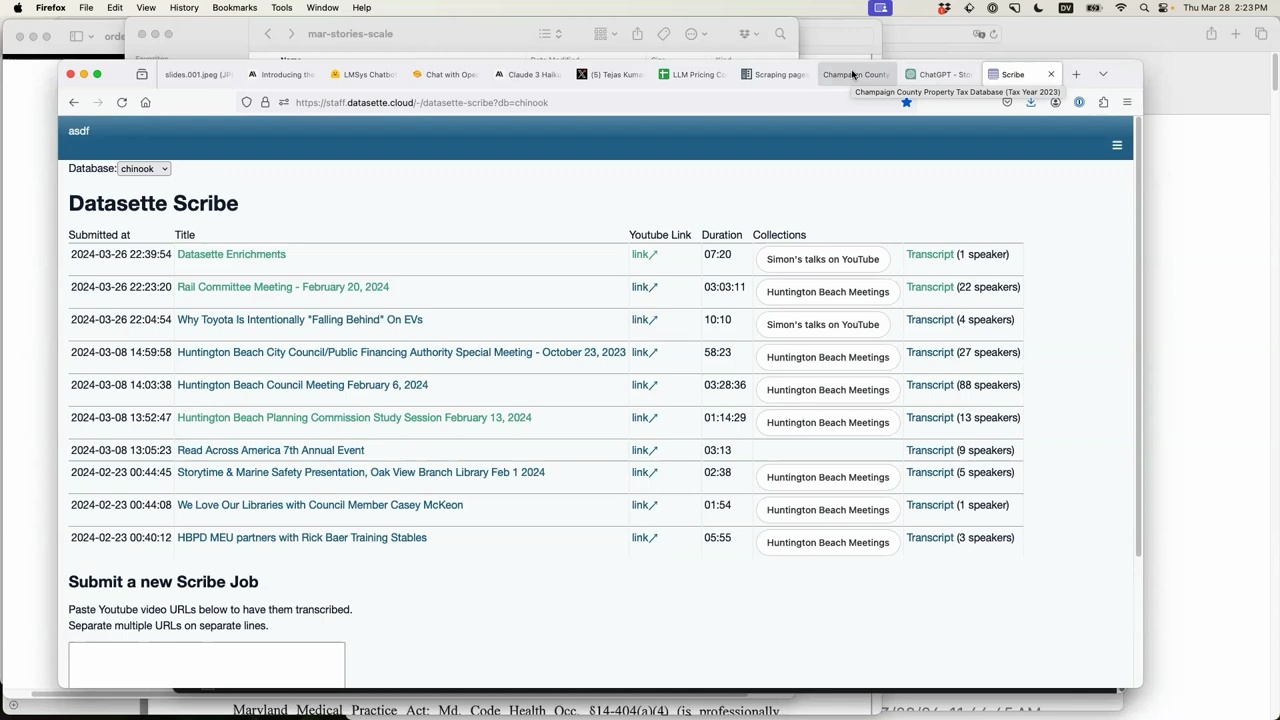 Firefox File Edit View History Bookmarks Tools Window Help DV Thu Mar 28 2:23 PM
orde mar-stories-scale
slides.001.jpeg (JP Introducing the LMSys Chatbot Chat with Open Claude 3 Haiku (5) Tejas Kuma LLM Pricing Co Scraping pages Champaign County ChatGPT - Sto Scribe
https://staff.datasette.cloud/-/datasette-scribe?db=chinook
Champaign County Property Tax Database (Tax Year 2023)
asdf
Database: chinook
Datasette Scribe
Submitted at Title Youtube Link Duration Collections
2024-03-26 22:39:54 Datasette Enrichments link↗ 07:20 Simon's talks on YouTube Transcript (1 speaker)
2024-03-26 22:23:20 Rail Committee Meeting - February 20, 2024 link↗ 03:03:11 Huntington Beach Meetings Transcript (22 speakers)
2024-03-26 22:04:54 Why Toyota Is Intentionally "Falling Behind" On EVs link↗ 10:10 Simon's talks on YouTube Transcript (4 speakers)
2024-03-08 14:59:58 Huntington Beach City Council/Public Financing Authority Special Meeting - October 23, 2023 link↗ 58:23 Huntington Beach Meetings Transcript (27 speakers)
2024-03-08 14:03:38 Huntington Beach Council Meeting February 6, 2024 link↗ 03:28:36 Huntington Beach Meetings Transcript (88 speakers)
2024-03-08 13:52:47 Huntington Beach Planning Commission Study Session February 13, 2024 link↗ 01:14:29 Huntington Beach Meetings Transcript (13 speakers)
2024-03-08 13:05:23 Read Across America 7th Annual Event link↗ 03:13 Transcript (9 speakers)
2024-02-23 00:44:45 Storytime & Marine Safety Presentation, Oak View Branch Library Feb 1 2024 link↗ 02:38 Huntington Beach Meetings Transcript (5 speakers)
2024-02-23 00:44:08 We Love Our Libraries with Council Member Casey McKeon link↗ 01:54 Huntington Beach Meetings Transcript (1 speaker)
2024-02-23 00:40:12 HBPD MEU partners with Rick Baer Training Stables link↗ 05:55 Huntington Beach Meetings Transcript (3 speakers)
Submit a new Scribe Job
Paste Youtube video URLs below to have them transcribed.
Separate multiple URLs on separate lines.
Maryland Medical Practice Act: Md. Code Health Occ. §14-404(a)(4) (is professionally